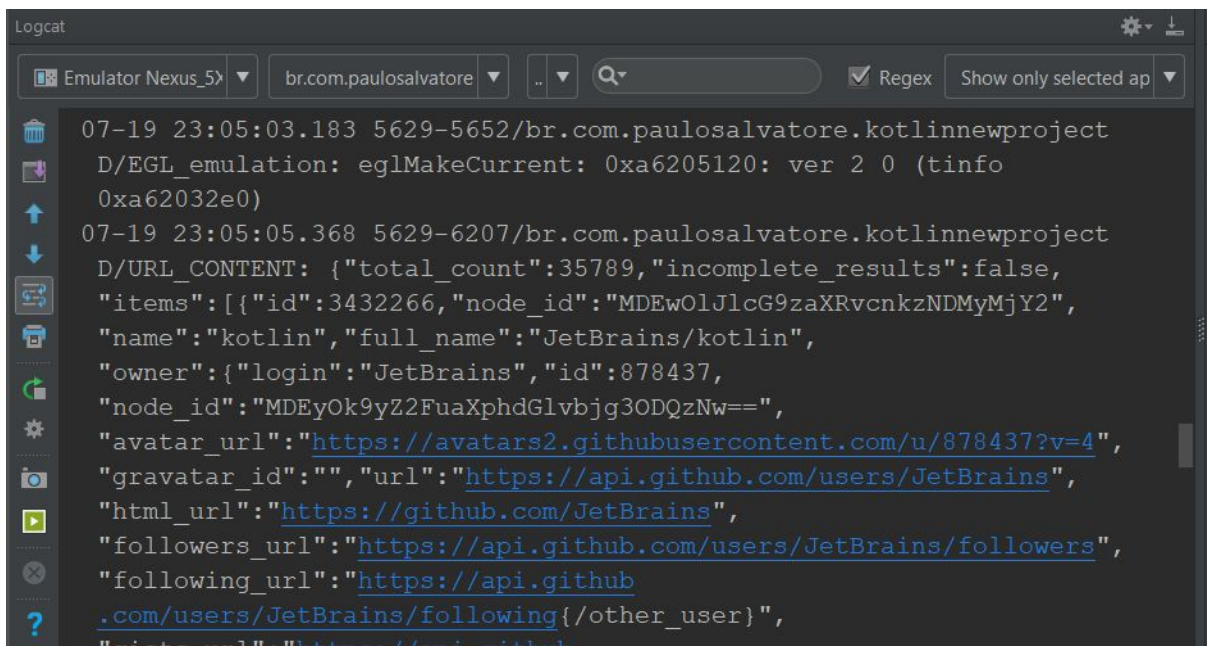 Logcat
Emulator Nexus_5X
br.com.paulosalvatore
..
Regex
Show only selected ap
07-19 23:05:03.183 5629-5652/br.com.paulosalvatore.kotlinnewproject
D/EGL_emulation: eglMakeCurrent: 0xa6205120: ver 2 0 (tinfo
0xa62032e0)
07-19 23:05:05.368 5629-6207/br.com.paulosalvatore.kotlinnewproject
D/URL_CONTENT: {"total_count":35789,"incomplete_results":false,
"items":[{"id":3432266,"node_id":"MDEwOlJlcG9zaXRvcnkzNDMyMjY2",
"name":"kotlin","full_name":"JetBrains/kotlin",
"owner":{"login":"JetBrains","id":878437,
"node_id":"MDEyOk9yZ2FuaXphdGlvbjg3ODQzNw==",
"avatar_url":"https://avatars2.githubusercontent.com/u/878437?v=4",
"gravatar_id":"","url":"https://api.github.com/users/JetBrains",
"html_url":"https://github.com/JetBrains",
"followers_url":"https://api.github.com/users/JetBrains/followers",
"following_url":"https://api.github
.com/users/JetBrains/following{/other_user}",